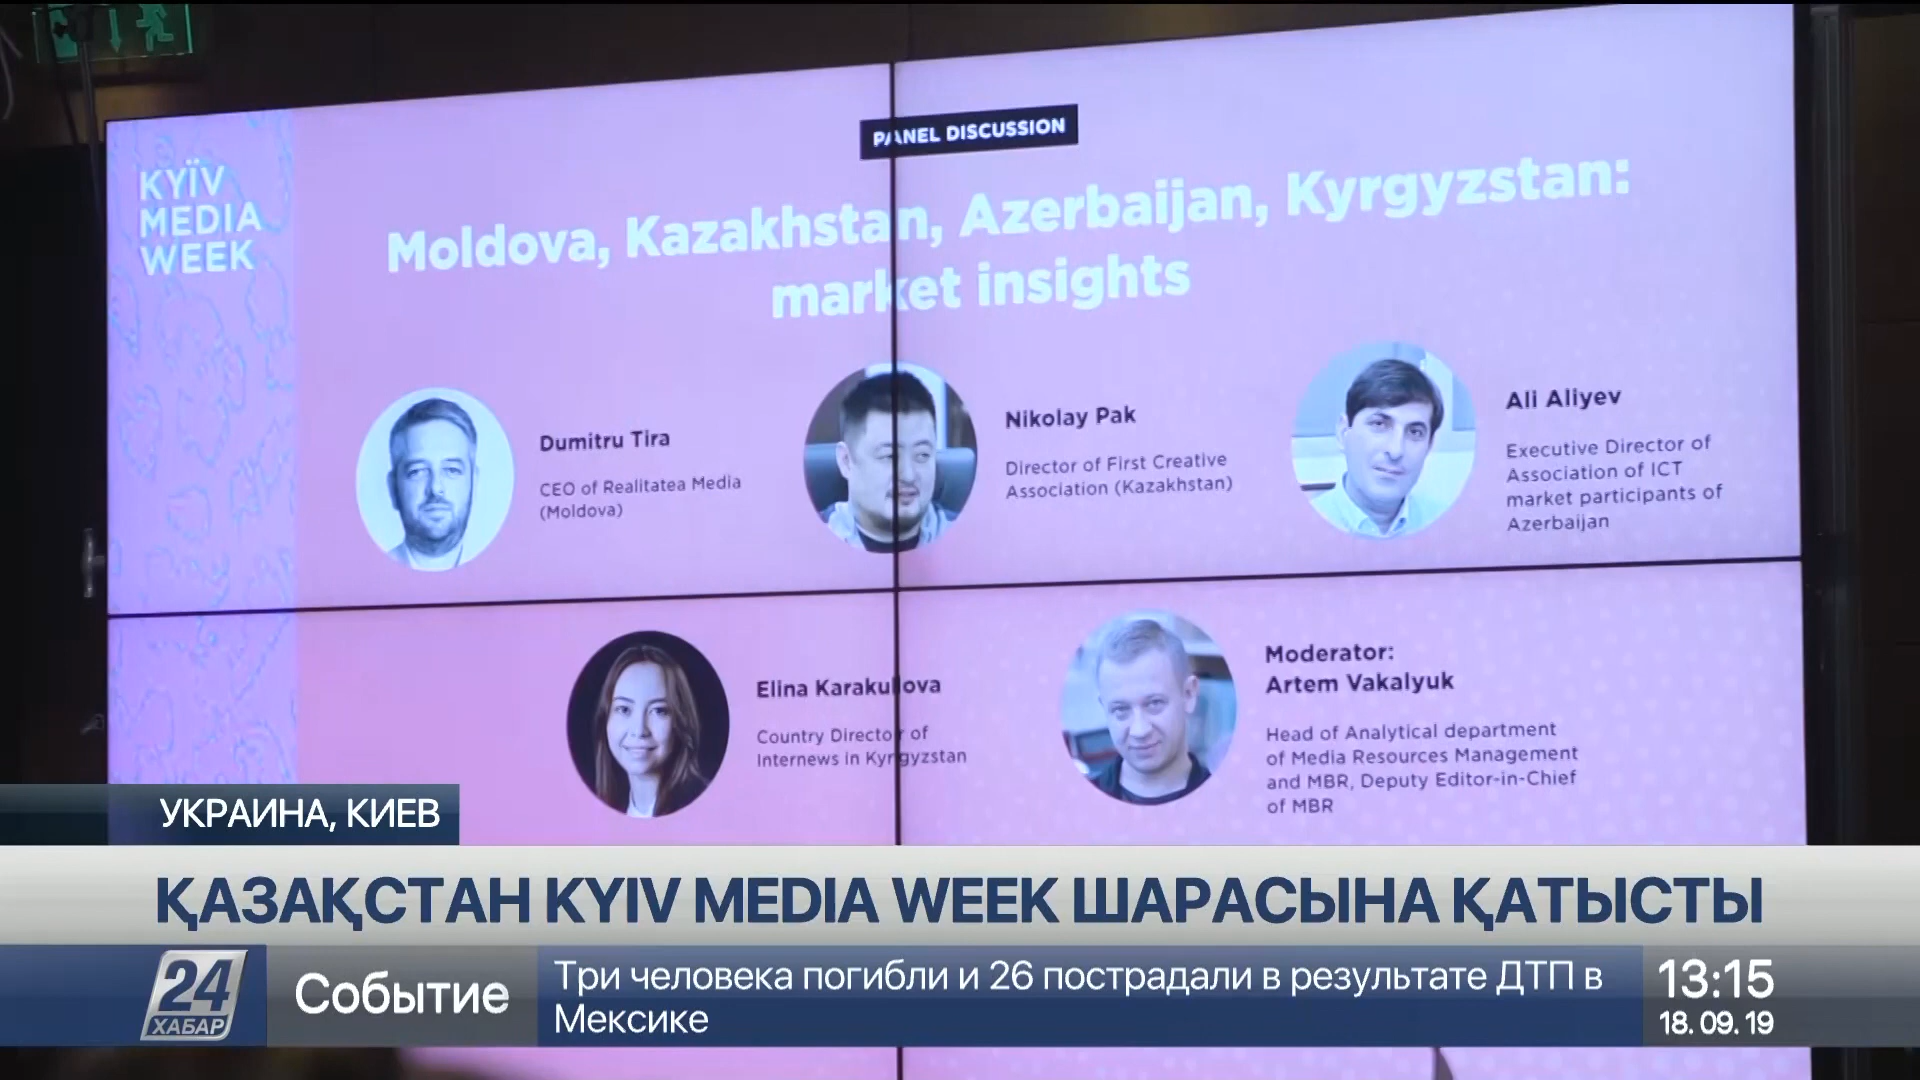 KYÏV
MEDIA
WEEK
PANEL DISCUSSION
Moldova, Kazakhstan, Azerbaijan, Kyrgyzstan:
market insights
Dumitru Tira
CEO of Realitatea Media
(Moldova)
Nikolay Pak
Director of First Creative
Association (Kazakhstan)
Ali Aliyev
Executive Director of
Association of ICT
market participants of
Azerbaijan
Elina Karakulova
Country Director of
Internews in Kyrgyzstan
Moderator:
Artem Vakalyuk
Head of Analytical department
of Media Resources Management
and MBR, Deputy Editor-in-Chief
of MBR
УКРАИНА, КИЕВ
ҚАЗАҚСТАН KYIV MEDIA WEEK ШАРАСЫНА ҚАТЫСТЫ
24
ХАБАР
Событие
Три человека погибли и 26 пострадали в результате ДТП в
Мексике
13:15
18. 09. 19